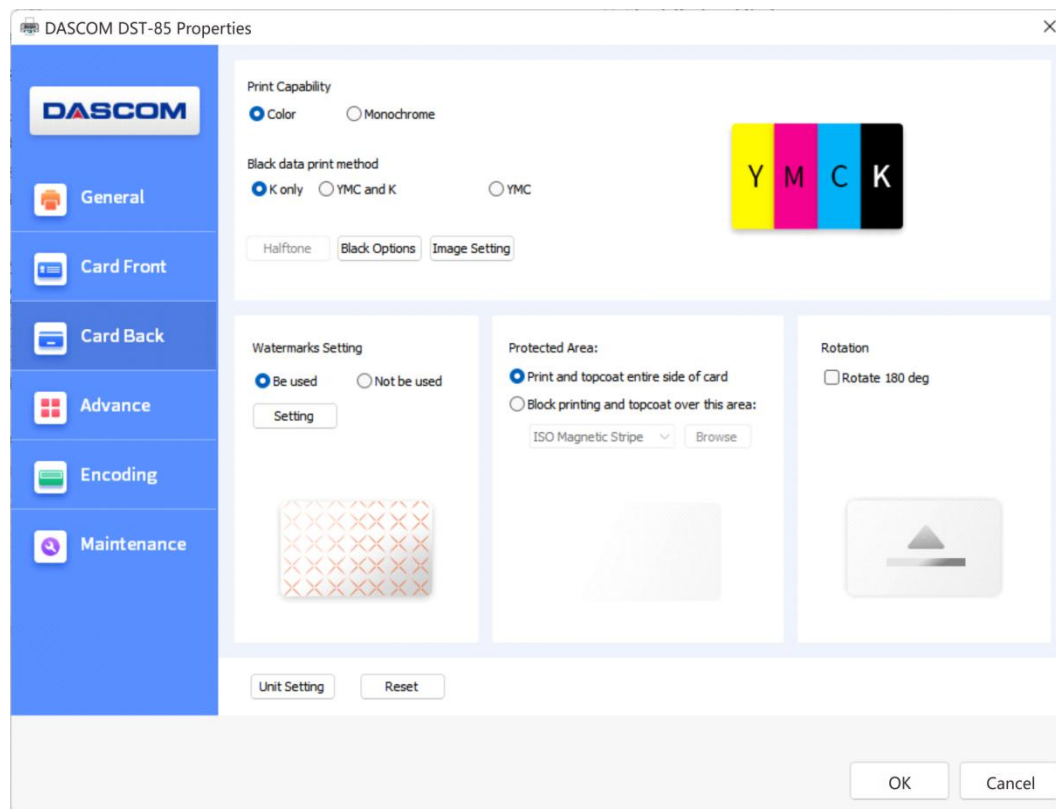 DASCOM DST-85 Properties
DASCOM
General
Card Front
Card Back
Advance
Encoding
Maintenance
Print Capability
Color Monochrome
Black data print method
K only YMC and K YMC
Halftone Black Options Image Setting
Y M C K
Watermarks Setting
Be used Not be used
Setting
Protected Area:
Print and topcoat entire side of card
Block printing and topcoat over this area:
ISO Magnetic Stripe Browse
Rotation
Rotate 180 deg
Unit Setting Reset
OK Cancel